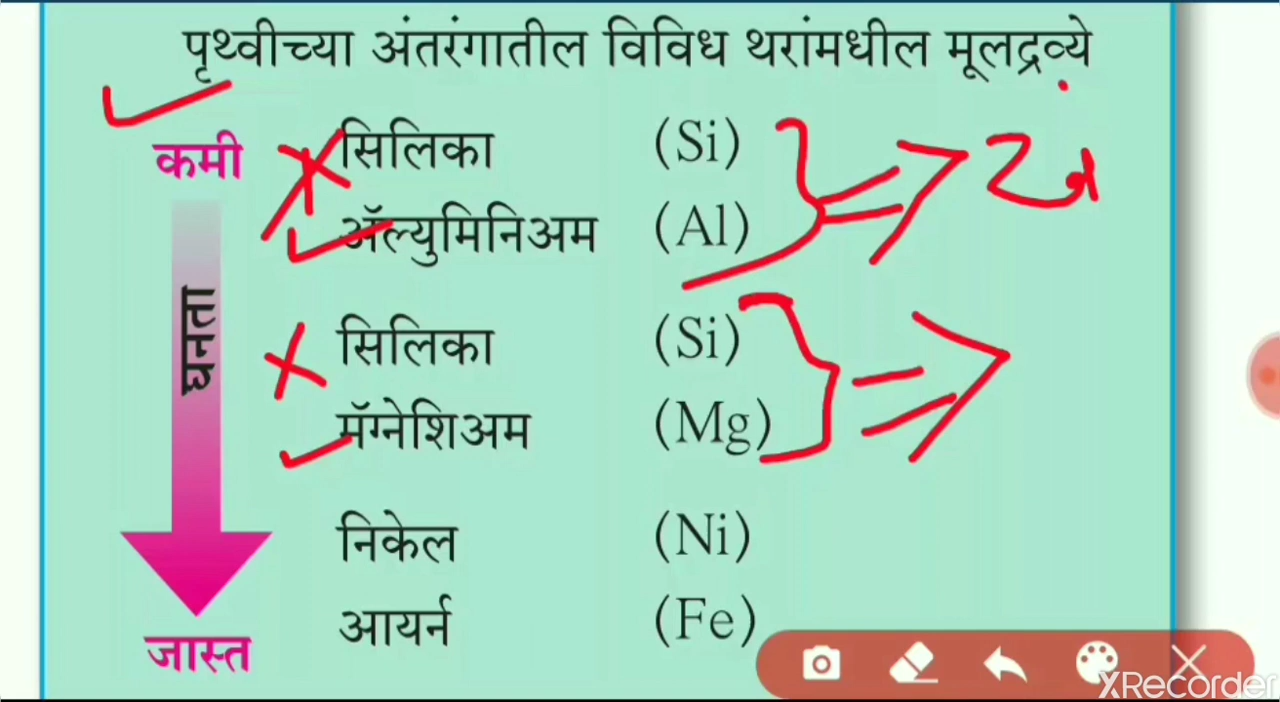 पृथ्वीच्या अंतरंगातील विविध थरांमधील मूलद्रव्ये
कमी
सिलिका (Si)
ॲल्युमिनिअम (Al)
घनता
सिलिका (Si)
मॅग्नेशिअम (Mg)
निकेल (Ni)
आयर्न (Fe)
जास्त
XRecorder